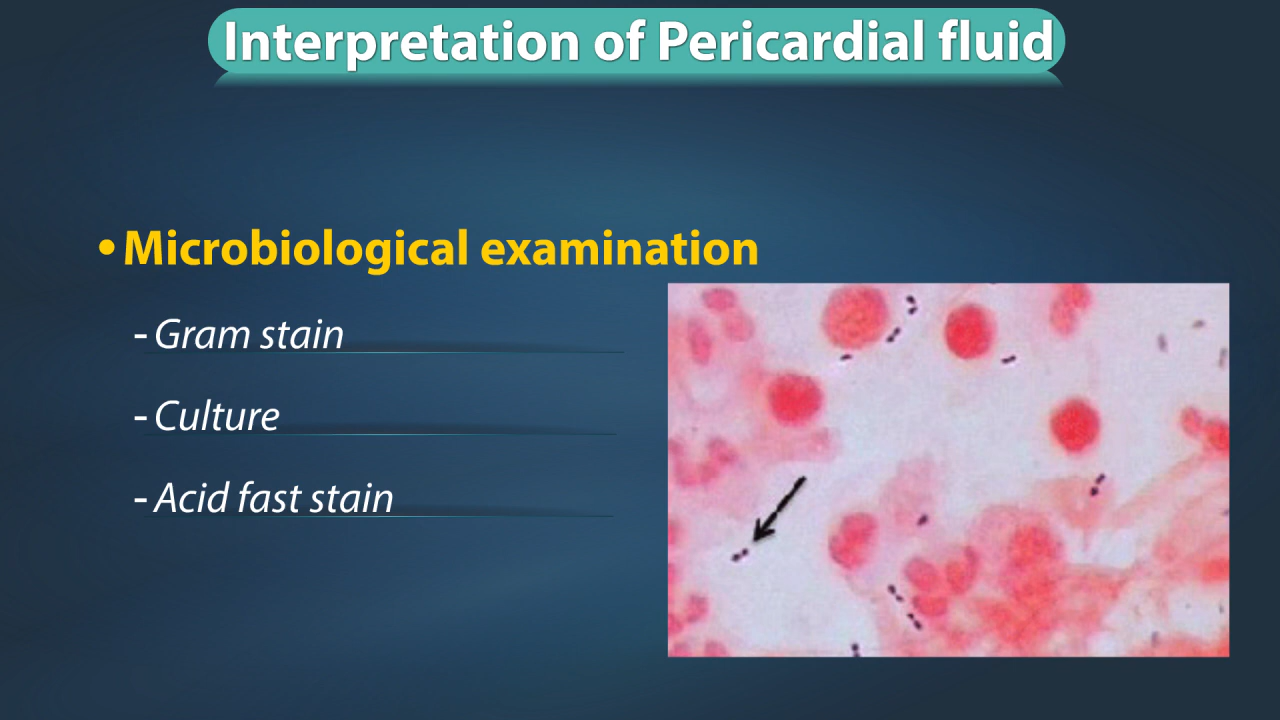 Interpretation of Pericardial fluid
• Microbiological examination
- Gram stain
- Culture
- Acid fast stain